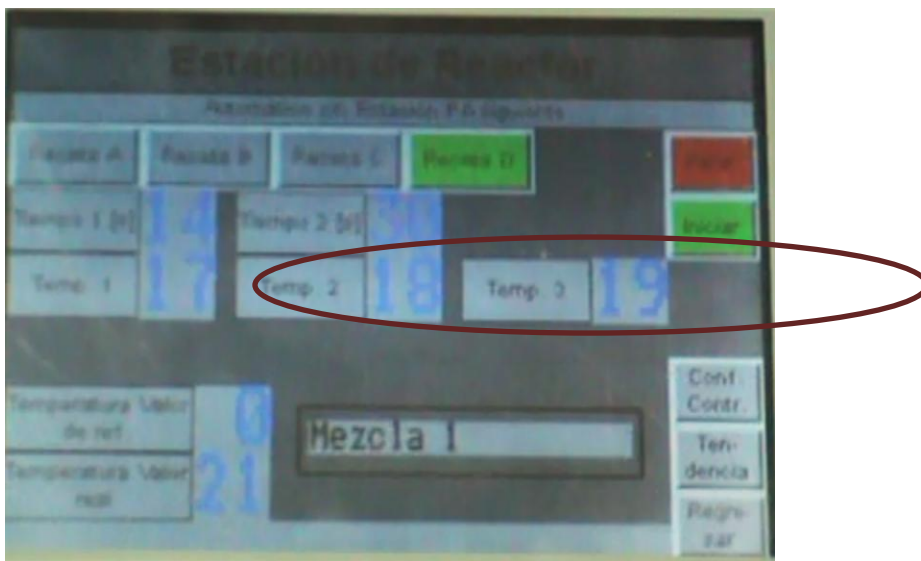 Estacion de Reactor
Receta A Receta B Receta C Receta D Parar
Tiempo 1 [s] 14 Tiempo 2 [s] 30 Iniciar
Temp. 1 17 Temp. 2 18 Temp. 3 19
Conf. Contr.
Temperatura Valor de ref. 0
Mezcla 1
Ten-
dencia
Temperatura Valor real 21
Regre-
sar